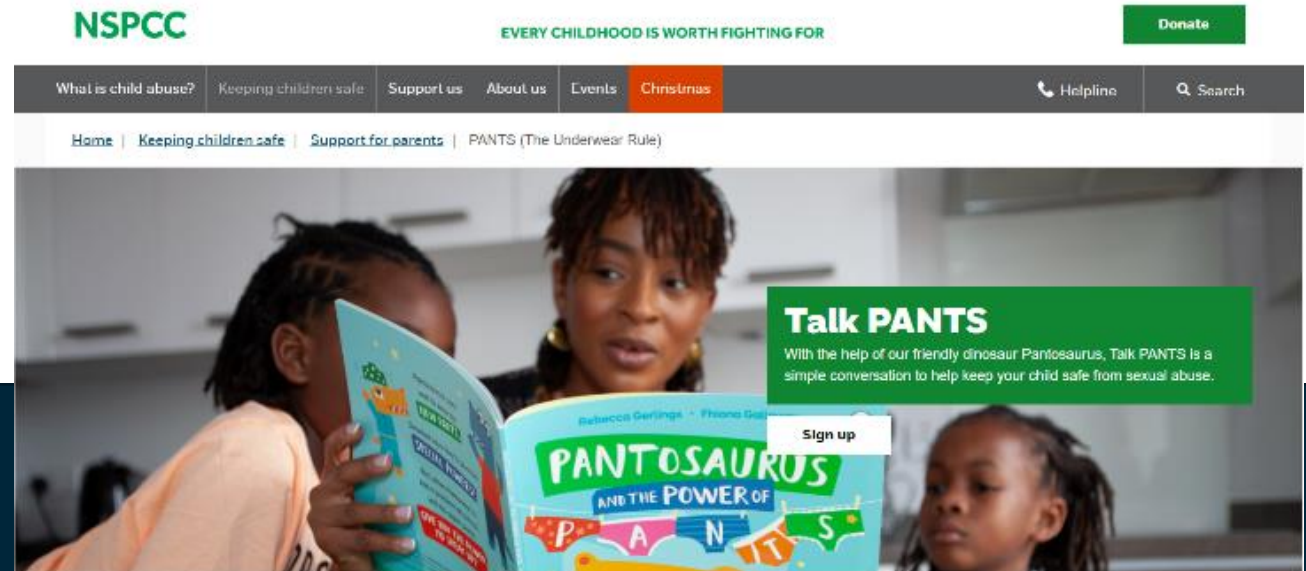 NSPCC
EVERY CHILDHOOD IS WORTH FIGHTING FOR
Donate
What is child abuse?
Keeping children safe
Support us
About us
Events
Christmas
Helpline
Search
Home | Keeping children safe | Support for parents | PANTS (The Underwear Rule)
Talk PANTS
With the help of our friendly dinosaur Pantosaurus, Talk PANTS is a
simple conversation to help keep your child safe from sexual abuse.
Sign up
Rebecca Gerlings • Fhiona
PANTOSAURUS
AND THE POWER OF
PANTS